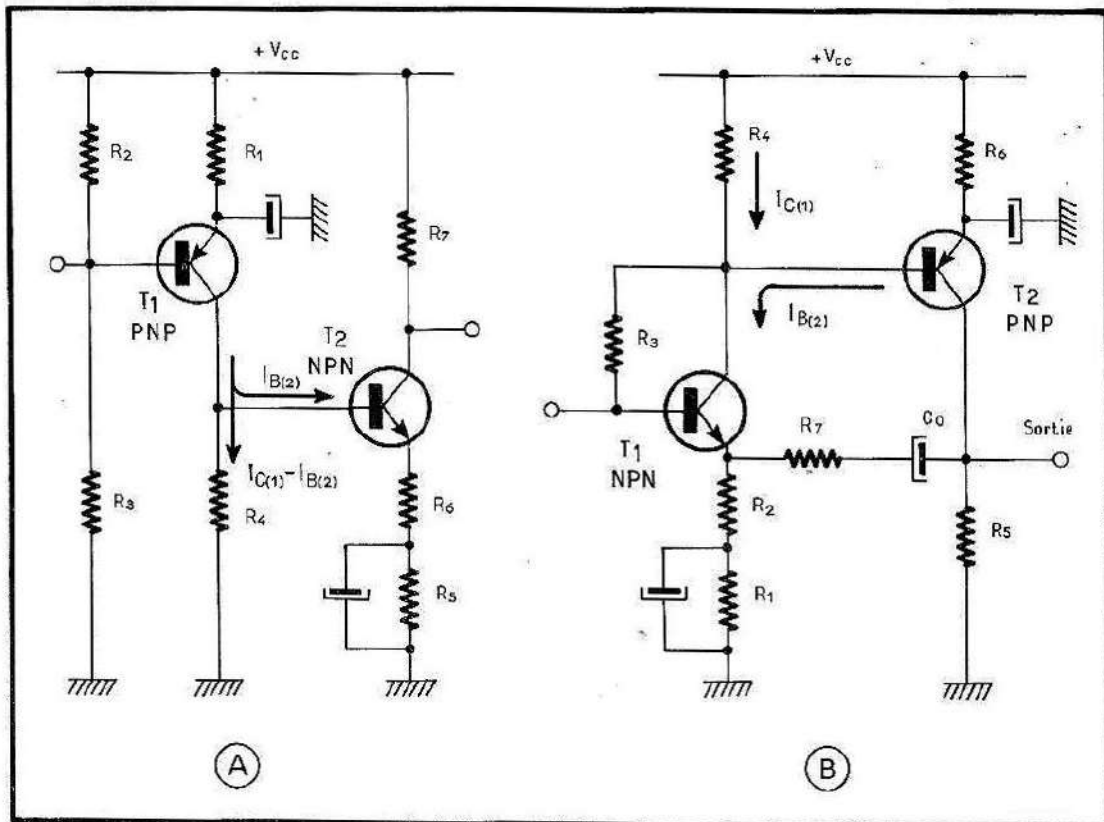 + Vcc
R2
R1
R7
T1
PNP
T2
NPN
IB(2)
IC(1)-IB(2)
R3
R4
R6
R5
A
+Vcc
R4
IC(1)
R6
T2
PNP
IB(2)
R3
T1
NPN
R7
C0
Sortie
R2
R5
R1
B